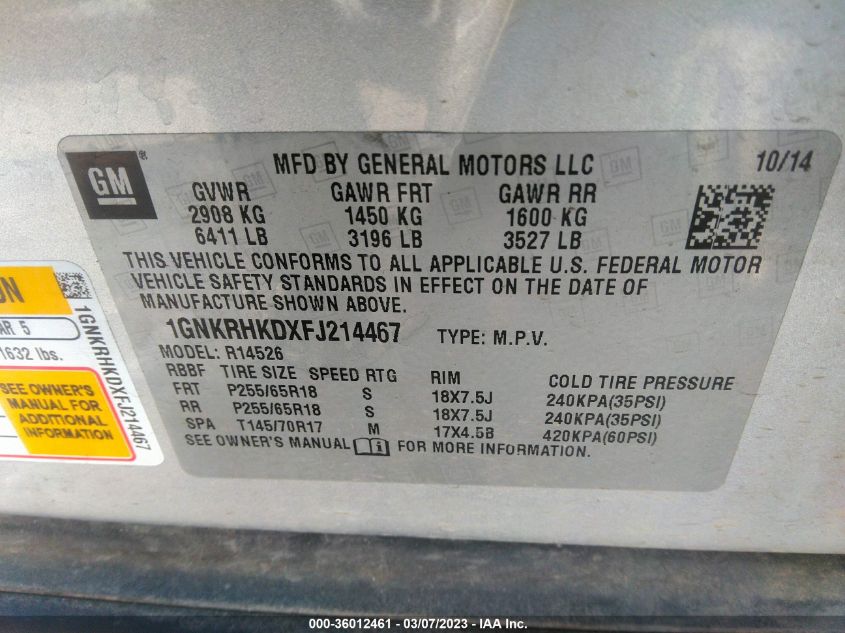 GM
®
MFD BY GENERAL MOTORS LLC 10/14
GVWR GAWR FRT GAWR RR
2908 KG 1450 KG 1600 KG
6411 LB 3196 LB 3527 LB
THIS VEHICLE CONFORMS TO ALL APPLICABLE U.S. FEDERAL MOTOR
VEHICLE SAFETY STANDARDS IN EFFECT ON THE DATE OF
MANUFACTURE SHOWN ABOVE.
1GNKRHKDXFJ214467 TYPE: M.P.V.
MODEL: R14526
RBBF TIRE SIZE SPEED RTG RIM COLD TIRE PRESSURE
FRT P255/65R18 S 18X7.5J 240KPA(35PSI)
RR P255/65R18 S 18X7.5J 240KPA(35PSI)
SPA T145/70R17 M 17X4.5B 420KPA(60PSI)
SEE OWNER'S MANUAL FOR MORE INFORMATION.
5
1632 lbs.
SEE OWNER'S
MANUAL FOR
ADDITIONAL
INFORMATION
1GNKRHKDXFJ214467
000-36012461 - 03/07/2023 - © IAA Inc.